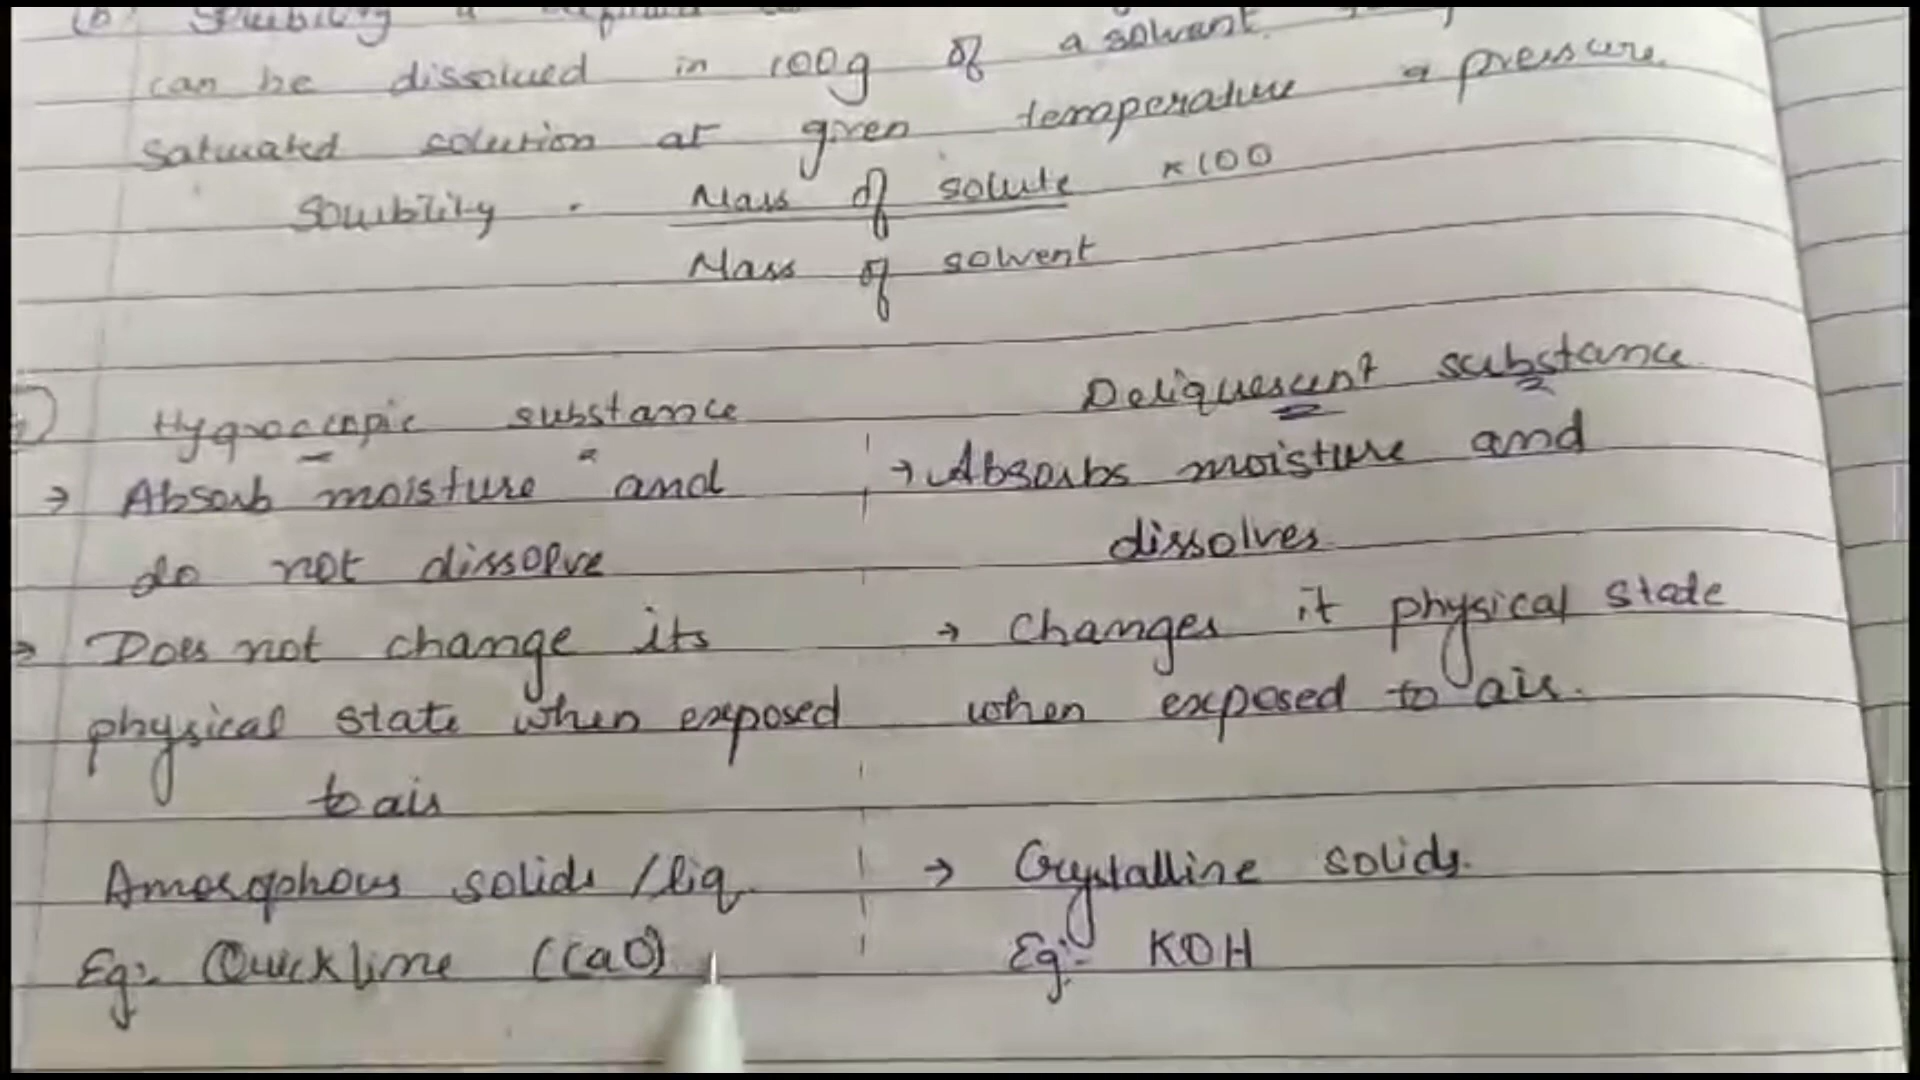 can be dissolved in 100g of a solvent.
saturated solution at given temperature & pressure.
Solubility = Mass of solute ×100
Mass of solvent
Hygroscopic substance
Deliquescent substance
→ Absorb moisture and
do not dissolve
→ Does not change its
physical state when exposed
to air
Amorphous solids /liq
Eg:- Quicklime (CaO)
→ Absorbs moisture and
dissolves
→ Changes it physical state
when exposed to air.
→ Crystalline solids.
Eg:- KOH